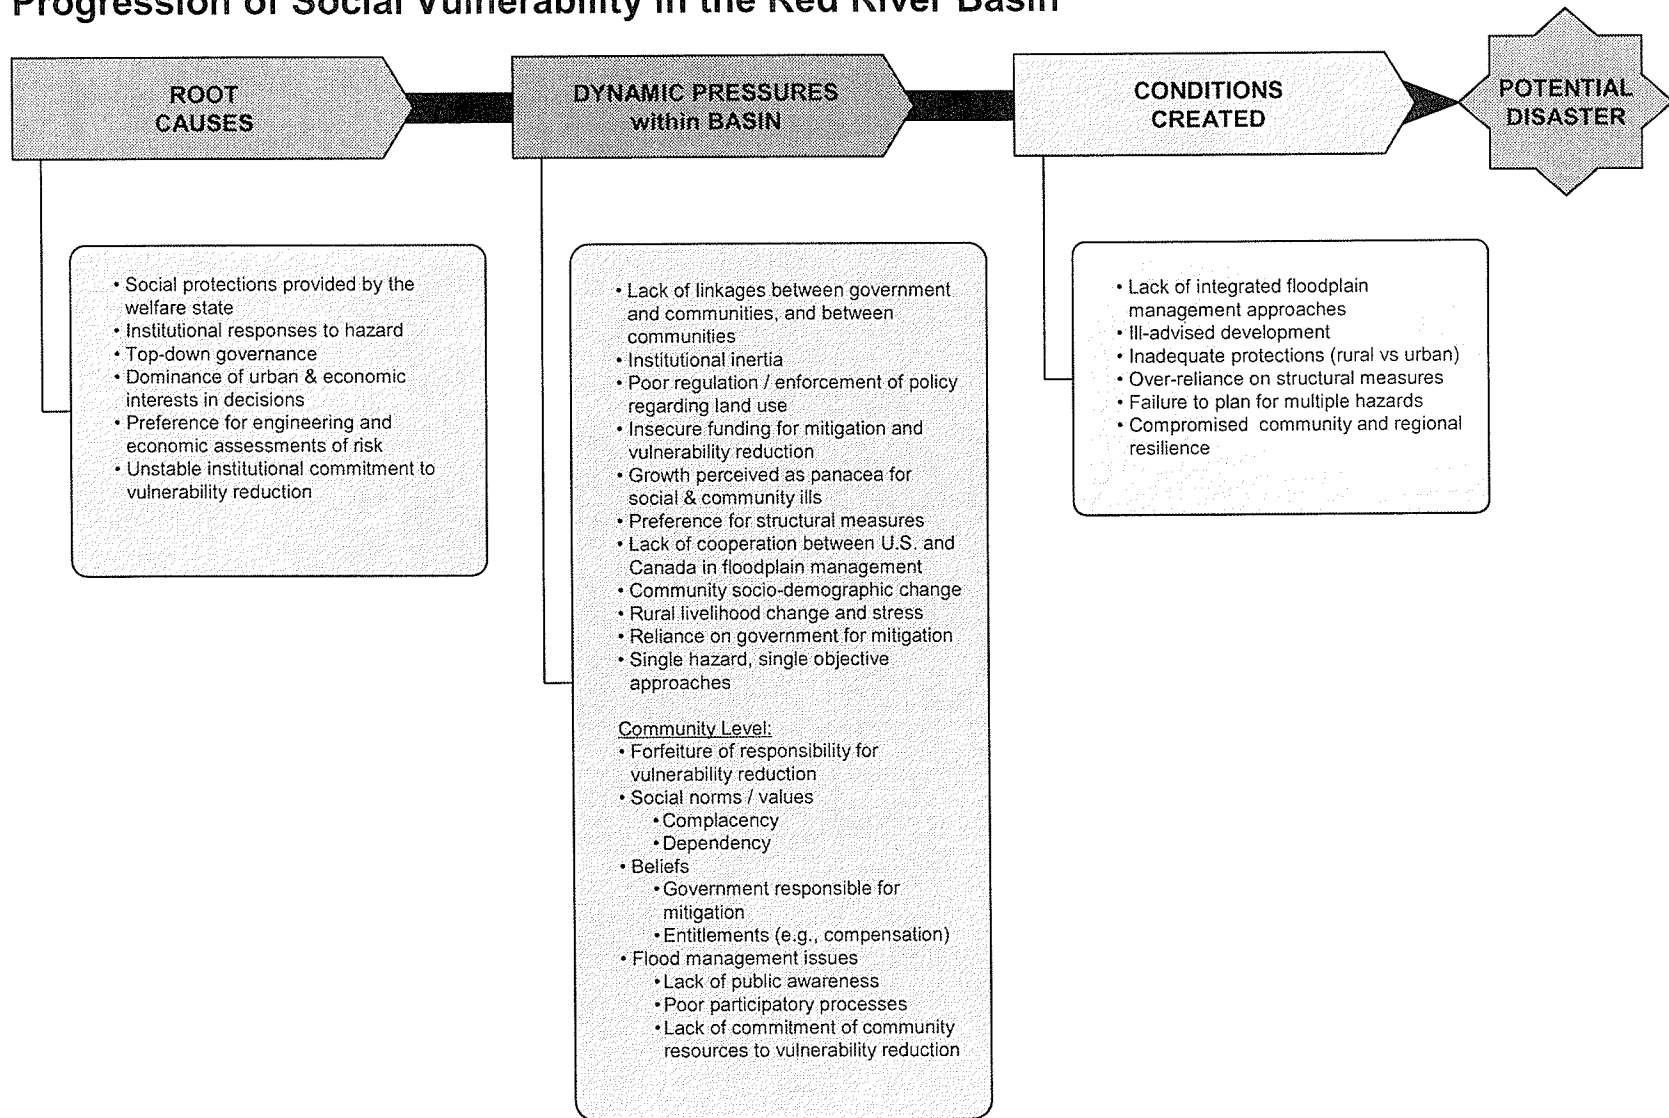 Progression of Social Vulnerability in the Red River Basin
ROOT
CAUSES
DYNAMIC PRESSURES
within BASIN
CONDITIONS
CREATED
POTENTIAL
DISASTER
• Social protections provided by the
welfare state
• Institutional responses to hazard
• Top-down governance
• Dominance of urban & economic
interests in decisions
• Preference for engineering and
economic assessments of risk
• Unstable institutional commitment to
vulnerability reduction
• Lack of linkages between government
and communities, and between
communities
• Institutional inertia
• Poor regulation / enforcement of policy
regarding land use
• Insecure funding for mitigation and
vulnerability reduction
• Growth perceived as panacea for
social & community ills
• Preference for structural measures
• Lack of cooperation between U.S. and
Canada in floodplain management
• Community socio-demographic change
• Rural livelihood change and stress
• Reliance on government for mitigation
• Single hazard, single objective
approaches
Community Level:
• Forfeiture of responsibility for
vulnerability reduction
• Social norms / values
• Complacency
• Dependency
• Beliefs
• Government responsible for
mitigation
• Entitlements (e.g., compensation)
• Flood management issues
• Lack of public awareness
• Poor participatory processes
• Lack of commitment of community
resources to vulnerability reduction
• Lack of integrated floodplain
management approaches
• Ill-advised development
• Inadequate protections (rural vs urban)
• Over-reliance on structural measures
• Failure to plan for multiple hazards
• Compromised community and regional
resilience